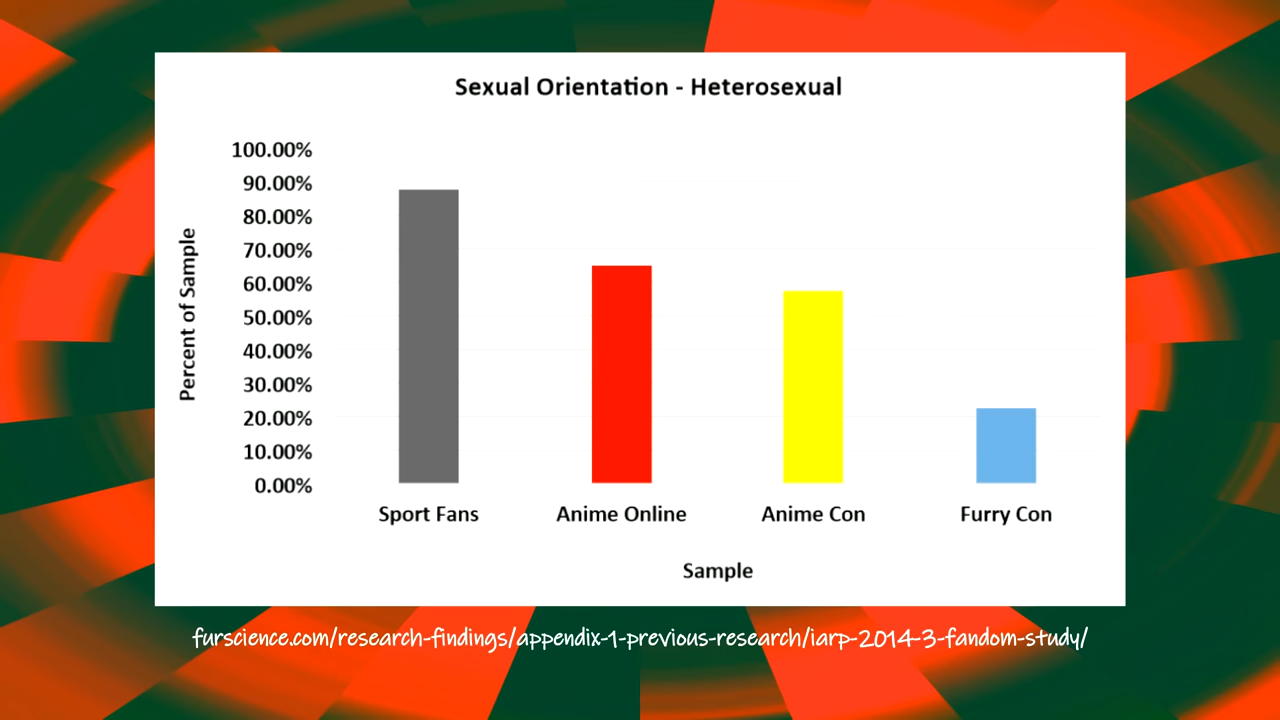 Sexual Orientation - Heterosexual
100.00%
90.00%
80.00%
70.00%
60.00%
50.00%
40.00%
30.00%
20.00%
10.00%
0.00%
Percent of Sample
Sport Fans
Anime Online
Anime Con
Furry Con
Sample
furscience.com/research-findings/appendix-1-previous-research/iarp-2014-3-fandom-study/